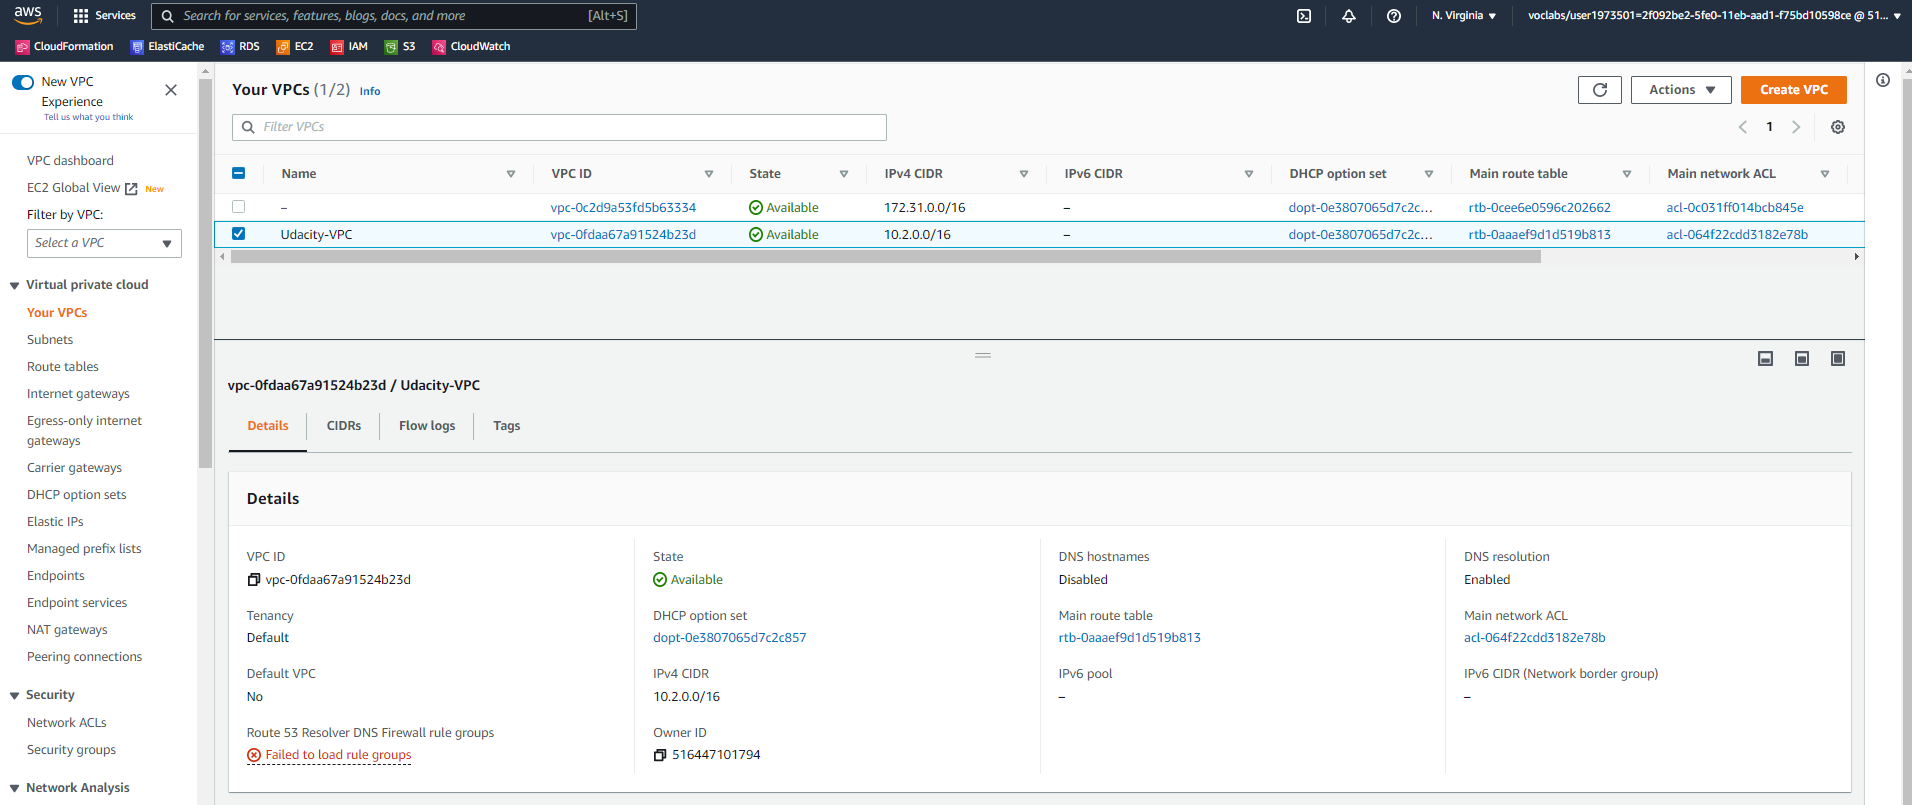 aws Services Search for services, features, blogs, docs, and more [Alt+S] N. Virginia voclabs/user1973501=2f092be2-5fe0-11eb-aad1-f75bd10598ce @ 51...
CloudFormation ElastiCache RDS EC2 IAM S3 CloudWatch
New VPC
Experience
Tell us what you think
VPC dashboard
EC2 Global View New
Filter by VPC:
Select a VPC
Virtual private cloud
Your VPCs
Subnets
Route tables
Internet gateways
Egress-only internet
gateways
Carrier gateways
DHCP option sets
Elastic IPs
Managed prefix lists
Endpoints
Endpoint services
NAT gateways
Peering connections
Security
Network ACLs
Security groups
Network Analysis
Your VPCs (1/2) Info Actions Create VPC
Filter VPCs 1
Name VPC ID State IPv4 CIDR IPv6 CIDR DHCP option set Main route table Main network ACL
– vpc-0c2d9a53fd5b63334 Available 172.31.0.0/16 – dopt-0e3807065d7c2c... rtb-0cee6e0596c202662 acl-0c031ff014bcb845e
Udacity-VPC vpc-0fdaa67a91524b23d Available 10.2.0.0/16 – dopt-0e3807065d7c2c... rtb-0aaaef9d1d519b813 acl-064f22cdd3182e78b
vpc-0fdaa67a91524b23d / Udacity-VPC
Details CIDRs Flow logs Tags
Details
VPC ID State DNS hostnames DNS resolution
vpc-0fdaa67a91524b23d Available Disabled Enabled
Tenancy DHCP option set Main route table Main network ACL
Default dopt-0e3807065d7c2c857 rtb-0aaaef9d1d519b813 acl-064f22cdd3182e78b
Default VPC IPv4 CIDR IPv6 pool IPv6 CIDR (Network border group)
No 10.2.0.0/16 – –
Route 53 Resolver DNS Firewall rule groups Owner ID
Failed to load rule groups 516447101794